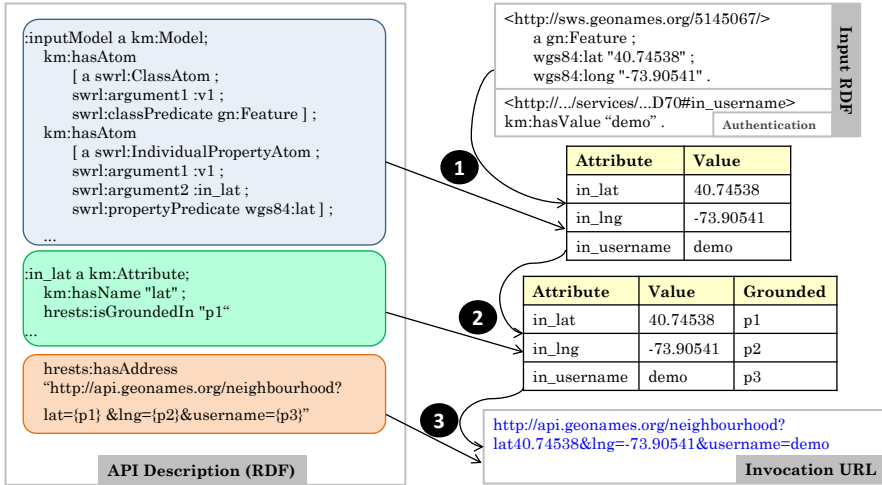 :inputModel a km:Model;
km:hasAtom
[ a swrl:ClassAtom ;
swrl:argument1 :v1 ;
swrl:classPredicate gn:Feature ] ;
km:hasAtom
[ a swrl:IndividualPropertyAtom ;
swrl:argument1 :v1 ;
swrl:argument2 :in_lat ;
swrl:propertyPredicate wgs84:lat ] ;
...
:in_lat a km:Attribute;
km:hasName "lat" ;
hrests:isGroundedIn "p1“
...
hrests:hasAddress
“http://api.geonames.org/neighbourhood?
lat={p1} &lng={p2}&username={p3}”
API Description (RDF)
<http://sws.geonames.org/5145067/>
a gn:Feature ;
wgs84:lat "40.74538" ;
wgs84:long "-73.90541" .
<http://.../services/...D70#in_username>
km:hasValue “demo” .
Authentication
Input RDF
1
Attribute Value
in_lat 40.74538
in_lng -73.90541
in_username demo
2
Attribute Value Grounded
in_lat 40.74538 p1
in_lng -73.90541 p2
in_username demo p3
3
http://api.geonames.org/neighbourhood?
lat40.74538&lng=-73.90541&username=demo
Invocation URL